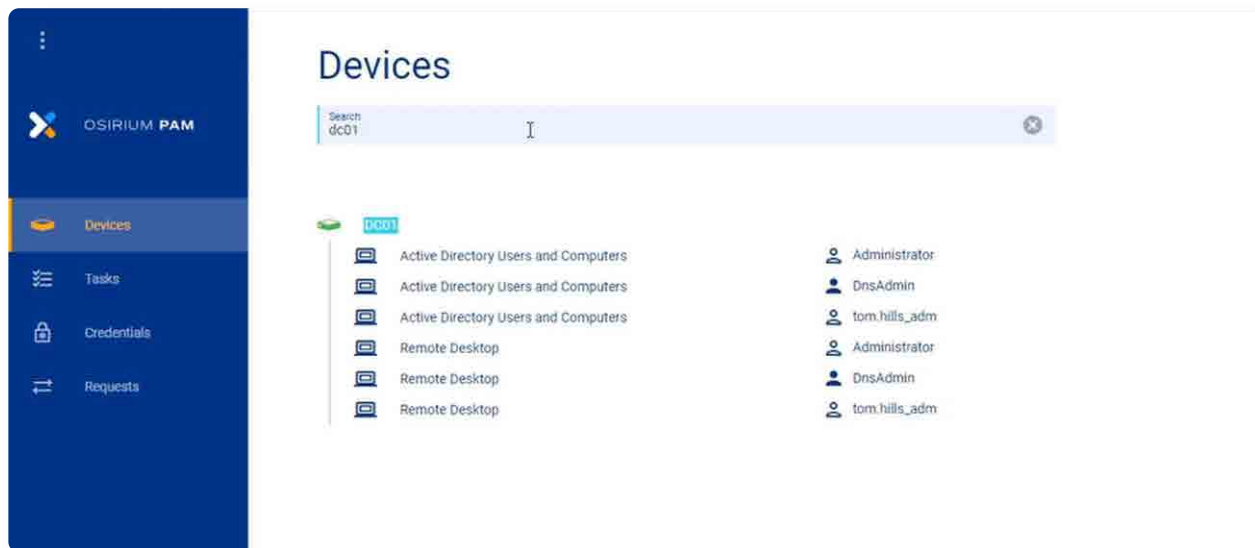 Devices
Search
dc01
OSIRIUM PAM
DC01
Devices
Active Directory Users and Computers Administrator
Active Directory Users and Computers DnsAdmin
Tasks
Active Directory Users and Computers tom.hills_adm
Credentials
Remote Desktop Administrator
Remote Desktop DnsAdmin
Requests
Remote Desktop tom.hills_adm